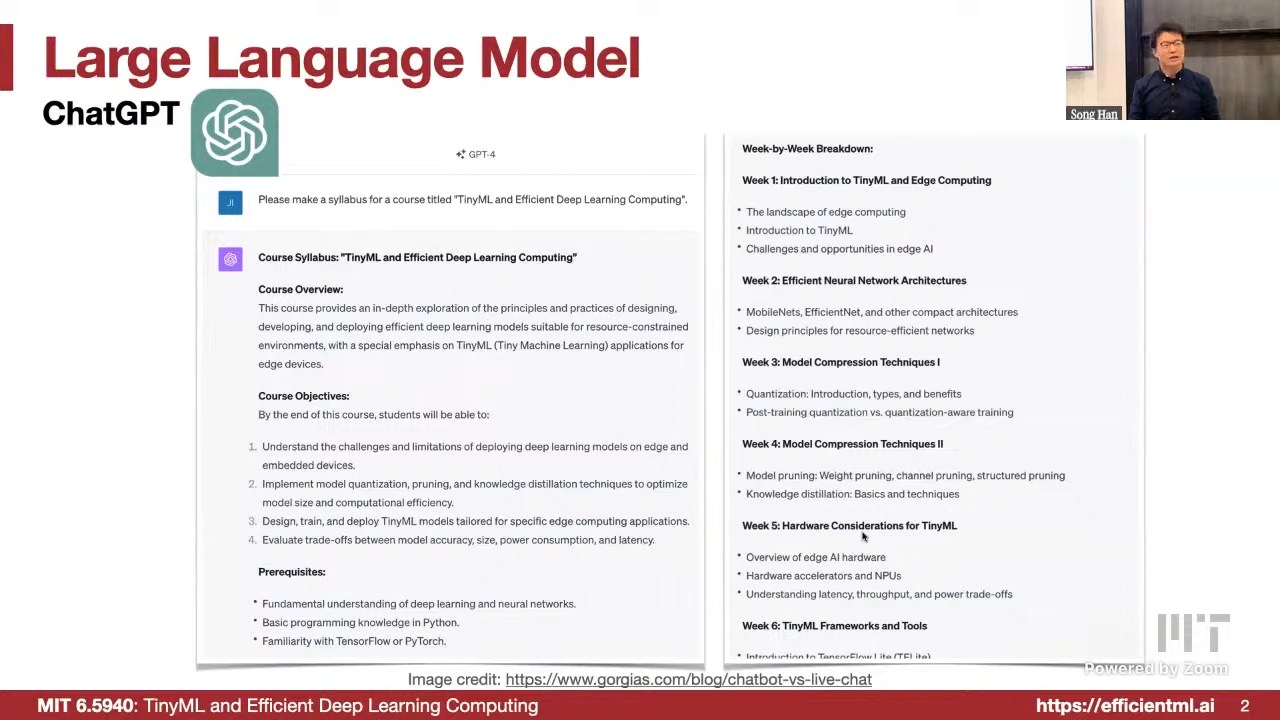 Large Language Model
ChatGPT
Song Han
GPT-4
JI
Please make a syllabus for a course titled "TinyML and Efficient Deep Learning Computing".
Course Syllabus: "TinyML and Efficient Deep Learning Computing"
Course Overview:
This course provides an in-depth exploration of the principles and practices of designing,
developing, and deploying efficient deep learning models suitable for resource-constrained
environments, with a special emphasis on TinyML (Tiny Machine Learning) applications for
edge devices.
Course Objectives:
By the end of this course, students will be able to:
1. Understand the challenges and limitations of deploying deep learning models on edge and
embedded devices.
2. Implement model quantization, pruning, and knowledge distillation techniques to optimize
model size and computational efficiency.
3. Design, train, and deploy TinyML models tailored for specific edge computing applications.
4. Evaluate trade-offs between model accuracy, size, power consumption, and latency.
Prerequisites:
• Fundamental understanding of deep learning and neural networks.
• Basic programming knowledge in Python.
• Familiarity with TensorFlow or PyTorch.
Week-by-Week Breakdown:
Week 1: Introduction to TinyML and Edge Computing
• The landscape of edge computing
• Introduction to TinyML
• Challenges and opportunities in edge AI
Week 2: Efficient Neural Network Architectures
• MobileNets, EfficientNet, and other compact architectures
• Design principles for resource-efficient networks
Week 3: Model Compression Techniques I
• Quantization: Introduction, types, and benefits
• Post-training quantization vs. quantization-aware training
Week 4: Model Compression Techniques II
• Model pruning: Weight pruning, channel pruning, structured pruning
• Knowledge distillation: Basics and techniques
Week 5: Hardware Considerations for TinyML
• Overview of edge AI hardware
• Hardware accelerators and NPUs
• Understanding latency, throughput, and power trade-offs
Week 6: TinyML Frameworks and Tools
• Introduction to TensorFlow Lite (TFLite)
MIT
Powered by Zoom
Image credit: https://www.gorgias.com/blog/chatbot-vs-live-chat
MIT 6.5940: TinyML and Efficient Deep Learning Computing
https://efficientml.ai 2